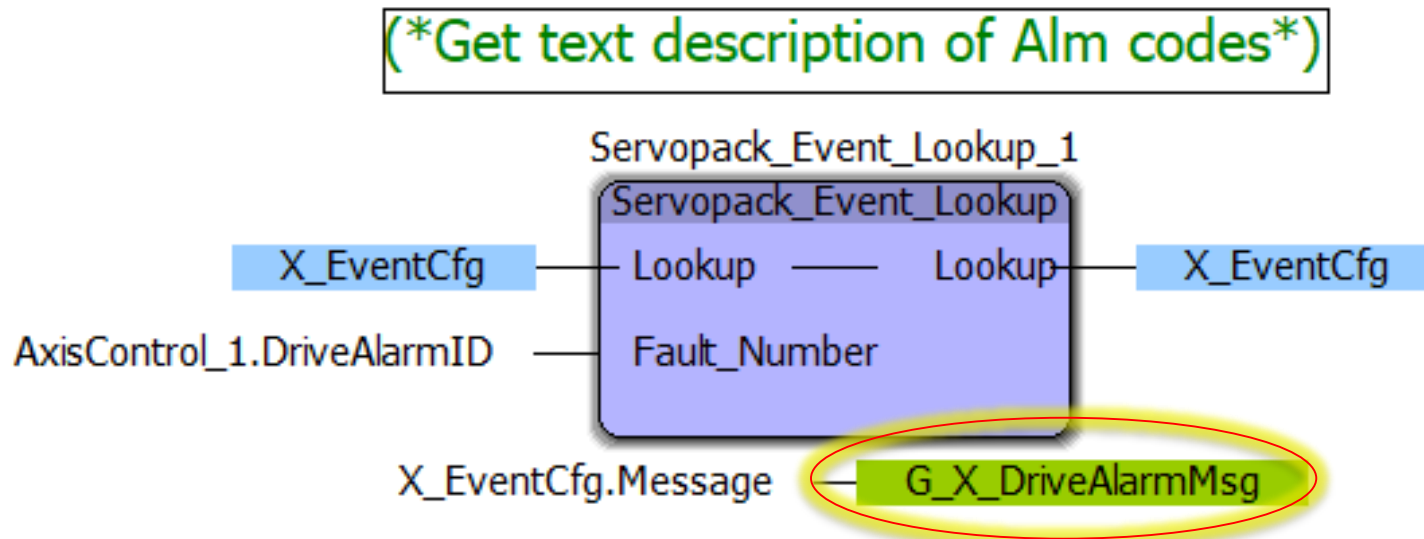 (*Get text description of Alm codes*)
Servopack_Event_Lookup_1
Servopack_Event_Lookup
X_EventCfg Lookup Lookup X_EventCfg
AxisControl_1.DriveAlarmID Fault_Number
X_EventCfg.Message G_X_DriveAlarmMsg